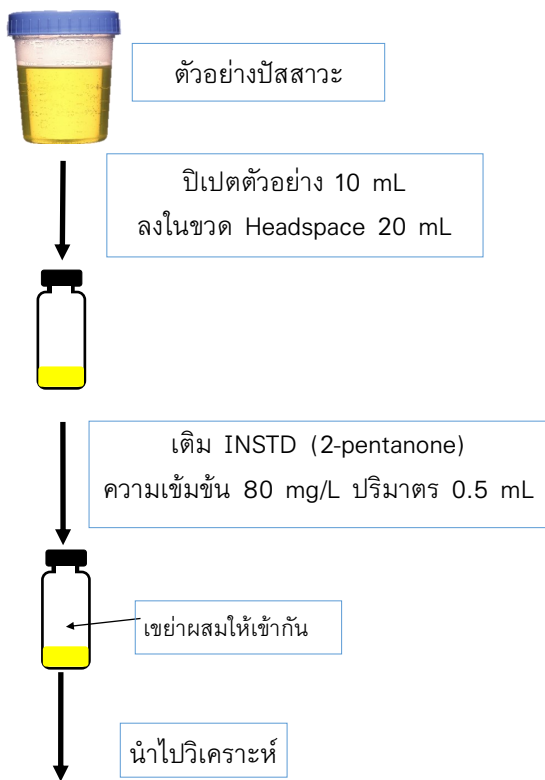 ตัวอย่างปัสสาวะ
ปิเปตตัวอย่าง 10 mL
ลงในขวด Headspace 20 mL
เติม INSTD (2-pentanone)
ความเข้มข้น 80 mg/L ปริมาตร 0.5 mL
เขย่าผสมให้เข้ากัน
นำไปวิเคราะห์